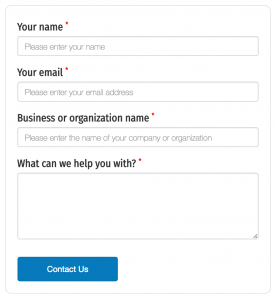 Your name *
Please enter your name
Your email *
Please enter your email address
Business or organization name *
Please enter the name of your company or organization
What can we help you with? *
Contact Us